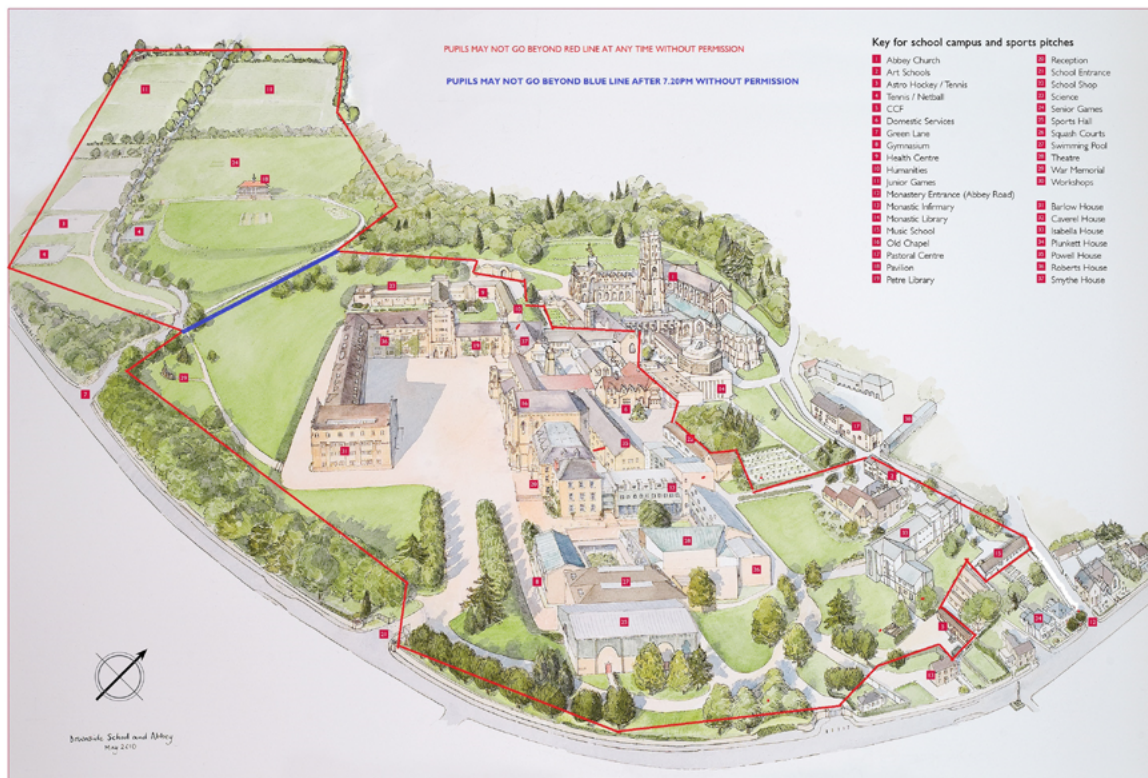 PUPILS MAY NOT GO BEYOND RED LINE AT ANY TIME WITHOUT PERMISSION
PUPILS MAY NOT GO BEYOND BLUE LINE AFTER 7.20PM WITHOUT PERMISSION
Key for school campus and sports pitches
1 Abbey Church
2 Art Schools
3 Astro Hockey / Tennis
4 Tennis / Netball
5 CCF
6 Domestic Services
7 Green Lane
8 Gymnasium
9 Health Centre
10 Humanities
11 Junior Games
12 Monastery Entrance (Abbey Road)
13 Monastic Infirmary
14 Monastic Library
15 Music School
16 Old Chapel
17 Pastoral Centre
18 Pavilion
19 Petre Library
20 Reception
21 School Entrance
22 School Shop
23 Science
24 Senior Games
25 Sports Hall
26 Squash Courts
27 Swimming Pool
28 Theatre
29 War Memorial
30 Workshops
31 Barlow House
32 Caverel House
33 Isabella House
34 Plunkett House
35 Powell House
36 Roberts House
37 Smythe House
Downside School and Abbey
May 2010